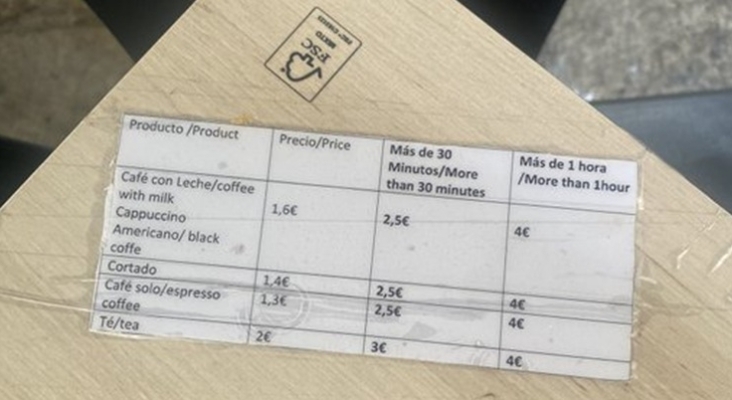 FSC
MIXTO
Producto /Product
Precio/Price
Más de 30
Minutos/More
than 30 minutes
Más de 1 hora
/More than 1hour
Café con Leche/coffee
with milk
Cappuccino
Americano/ black
coffe
1,6€
2,5€
4€
Cortado
1,4€
2,5€
4€
Café solo/espresso
coffee
1,3€
2,5€
4€
Té/tea
2€
3€
4€